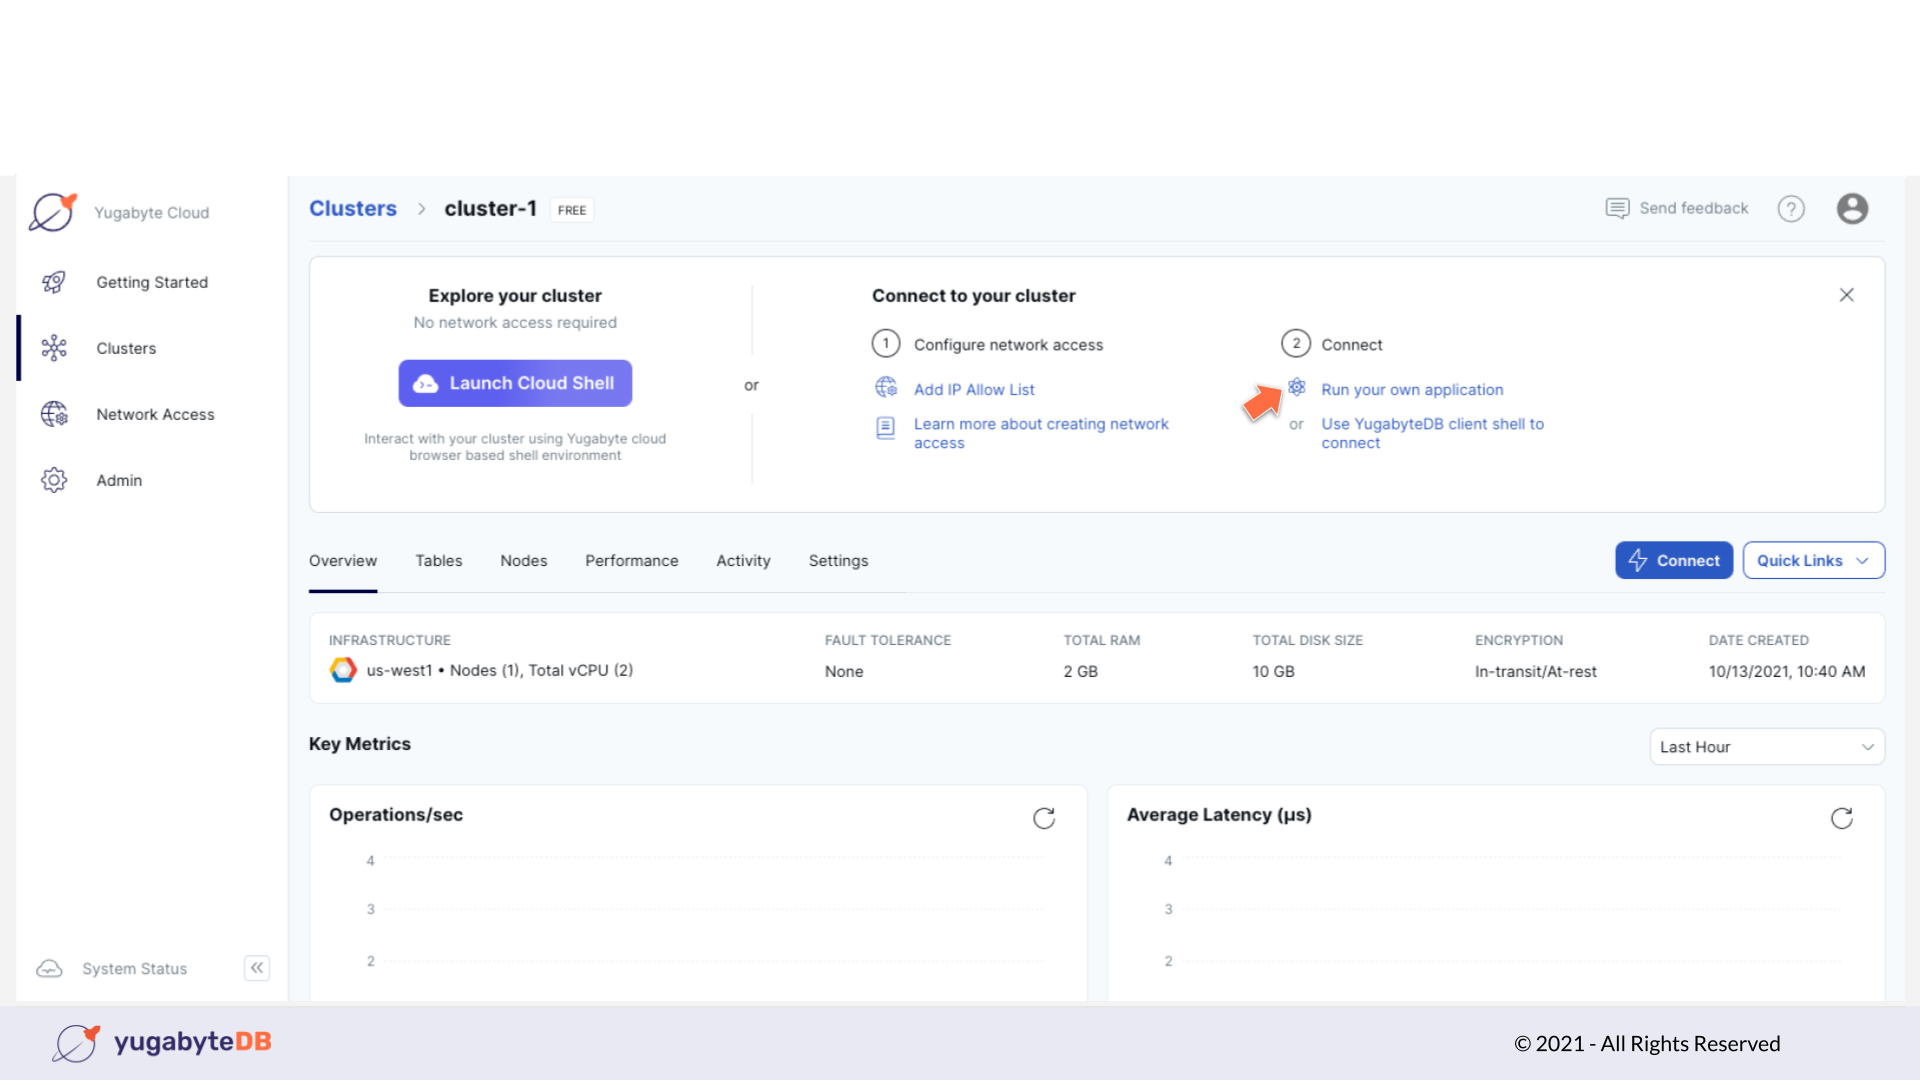 Yugabyte Cloud
Getting Started
Clusters
Network Access
Admin
System Status
Clusters > cluster-1 FREE
Send feedback ?
Explore your cluster
No network access required
Launch Cloud Shell
Interact with your cluster using Yugabyte cloud
browser based shell environment
or
Connect to your cluster
1 Configure network access
Add IP Allow List
Learn more about creating network
access
2 Connect
Run your own application
or Use YugabyteDB client shell to
connect
Overview Tables Nodes Performance Activity Settings
Connect Quick Links
INFRASTRUCTURE
us-west1 • Nodes (1), Total vCPU (2)
FAULT TOLERANCE
None
TOTAL RAM
2 GB
TOTAL DISK SIZE
10 GB
ENCRYPTION
In-transit/At-rest
DATE CREATED
10/13/2021, 10:40 AM
Key Metrics
Last Hour
Operations/sec
4
3
2
Average Latency (µs)
4
3
2
yugabyteDB
© 2021 - All Rights Reserved